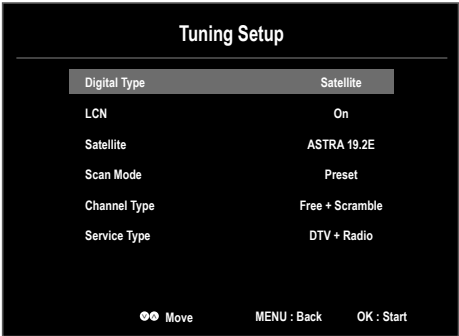 Tuning Setup
Digital Type Satellite
LCN On
Satellite ASTRA 19.2E
Scan Mode Preset
Channel Type Free + Scramble
Service Type DTV + Radio
Move MENU : Back OK : Start